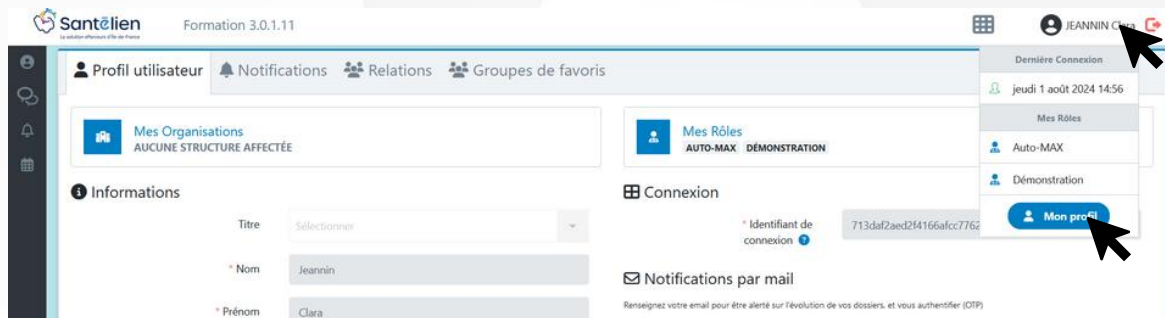 Santélien
La solution eParcours d'Île-de-France
Formation 3.0.1.11
JEANNIN Clara
Profil utilisateur
Notifications
Relations
Groupes de favoris
Dernière Connexion
jeudi 1 août 2024 14:56
Mes Rôles
Auto-MAX
Démonstration
Mon profil
Mes Organisations
AUCUNE STRUCTURE AFFECTÉE
Mes Rôles
AUTO-MAX DÉMONSTRATION
Informations
Titre
Sélectionner
* Nom
Jeannin
* Prénom
Clara
Connexion
* Identifiant de
connexion
713daf2aed2f4166afcc7762
Notifications par mail
Renseignez votre email pour être alerté sur l'évolution de vos dossiers, et vous authentifier (OTP)